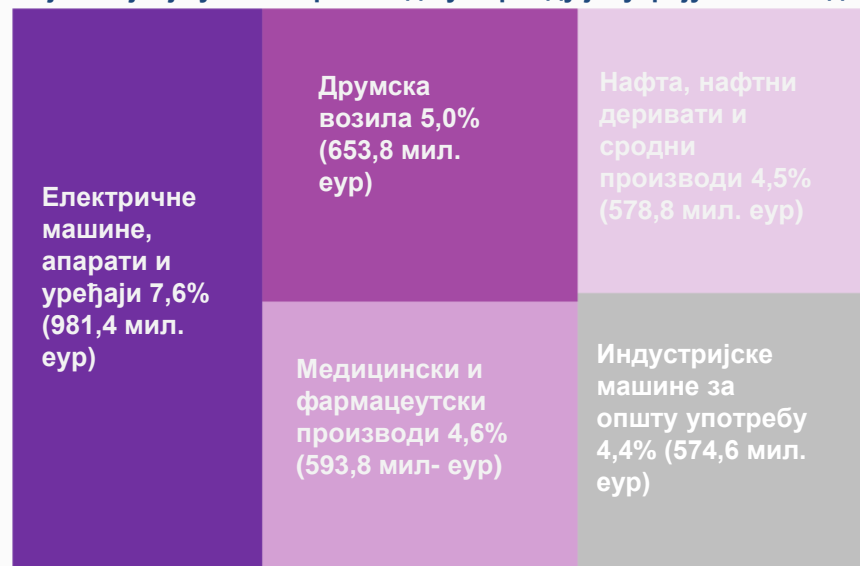 Електричне
машине,
апарати и
уређаји 7,6%
(981,4 мил.
еур)
Друмска
возила 5,0%
(653,8 мил.
еур)
Медицински и
фармацеутски
производи 4,6%
(593,8 мил- еур)
Нафта, нафтни
деривати и
сродни
производи 4,5%
(578,8 мил. еур)
Индустријске
машине за
општу употребу
4,4% (574,6 мил.
еур)